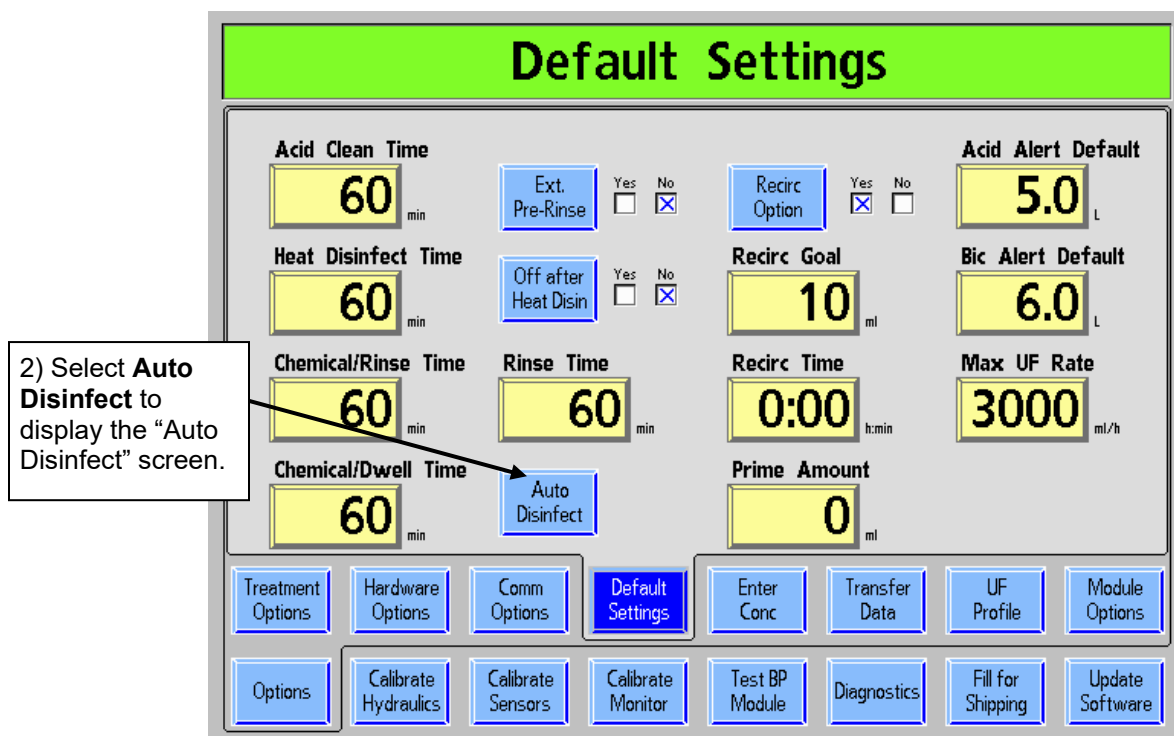 Default Settings
Acid Clean Time
60 min
Ext.
Pre-Rinse
Yes No
Recirc
Option
Yes No
Acid Alert Default
5.0 L
Heat Disinfect Time
60 min
Off after
Heat Disin
Yes No
Recirc Goal
10 ml
Bic Alert Default
6.0 L
2) Select Auto
Disinfect to
display the “Auto
Disinfect” screen.
Chemical/Rinse Time
60 min
Rinse Time
60 min
Recirc Time
0:00 h:min
Max UF Rate
3000 ml/h
Chemical/Dwell Time
60 min
Auto
Disinfect
Prime Amount
0 ml
Treatment
Options
Hardware
Options
Comm
Options
Default
Settings
Enter
Conc
Transfer
Data
UF
Profile
Module
Options
Options
Calibrate
Hydraulics
Calibrate
Sensors
Calibrate
Monitor
Test BP
Module
Diagnostics
Fill for
Shipping
Update
Software